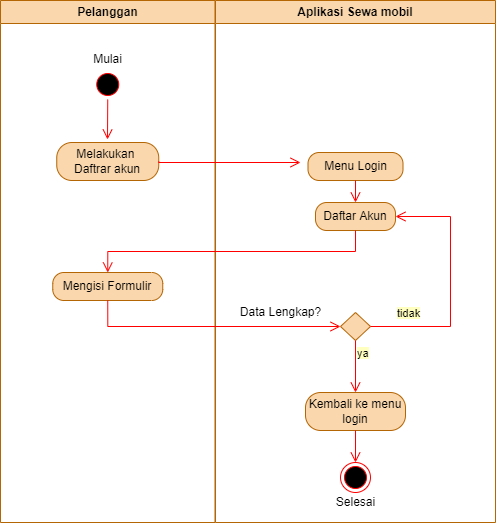 Pelanggan
Aplikasi Sewa mobil
Mulai
Melakukan
Daftrar akun
Menu Login
Daftar Akun
Mengisi Formulir
Data Lengkap?
tidak
ya
Kembali ke menu
login
Selesai